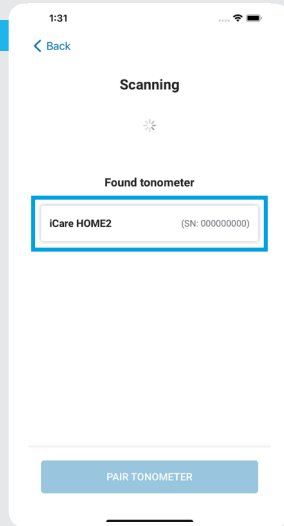 1:31
Back
Scanning
Found tonometer
iCare HOME2 (SN: 000000000)
PAIR TONOMETER